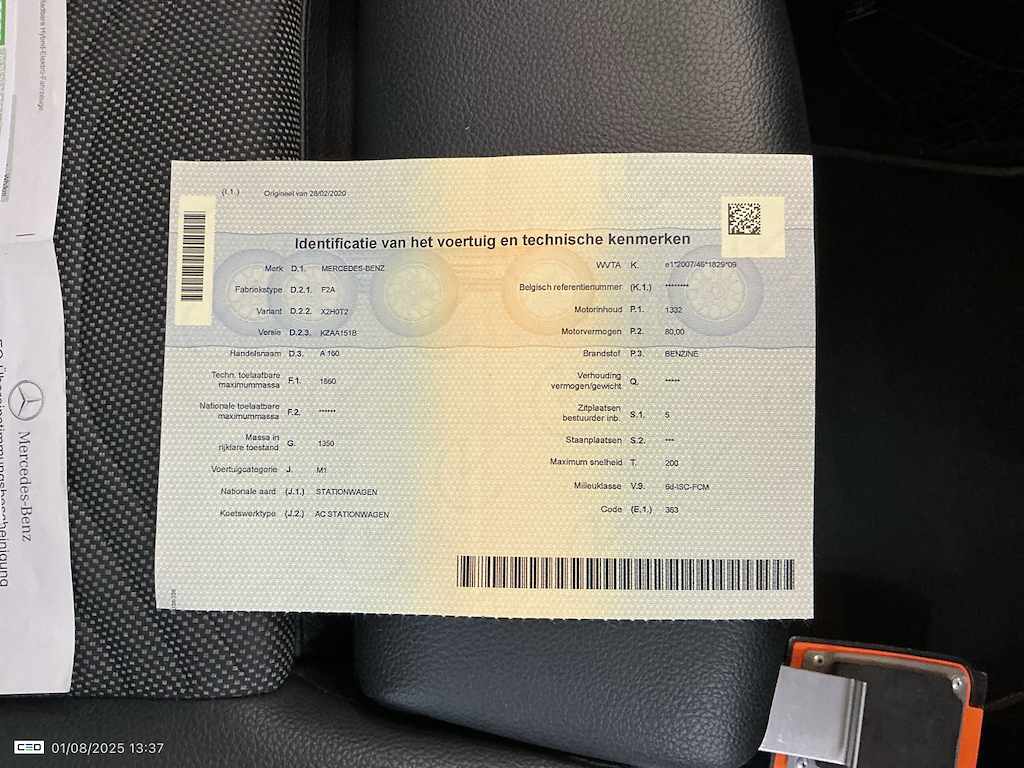 (I.1.) Origineel van 28/02/2020
Identificatie van het voertuig en technische kenmerken
Merk D.1. MERCEDES-BENZ
Fabriekstype D.2.1. F2A
Variant D.2.2. X2H0T2
Versie D.2.3. KZAA151B
Handelsnaam D.3. A 160
Techn. toelaatbare
maximummassa F.1. 1860
Nationale toelaatbare
maximummassa F.2. ******
Massa in
rijklare toestand G. 1350
Voertuigcategorie J. M1
Nationale aard (J.1.) STATIONWAGEN
Koetswerktype (J.2.) AC STATIONWAGEN
WVTA K. e1*2007/46*1829*09
Belgisch referentienummer (K.1.) ********
Motorinhoud P.1. 1332
Motorvermogen P.2. 80,00
Brandstof P.3. BENZINE
Verhouding
vermogen/gewicht Q. *****
Zitplaatsen
bestuurder inb. S.1. 5
Staanplaatsen S.2. ***
Maximum snelheid T. 200
Milieuklasse V.9. 6d-ISC-FCM
Code (E.1.) 363
Mercedes-Benz
Übereinstimmungsbescheinigung
Hybrid-Elektro-Fahrzeuge.
CEO 01/08/2025 13:37